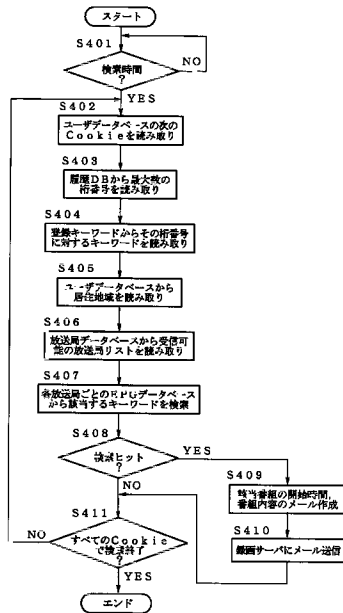 スタート
S401
検索時間
?
NO
YES
S402
ユーザデータベースの次の
Cookieを読み取り
S403
履歴DBから最大数の
桁番号を読み取り
S404
登録キーワードからその桁番号
に対するキーワードを読み取り
S405
ユーザデータベースから
居住地域を読み取り
S406
放送局データベースから受信可
能の放送局リストを読み取り
S407
各放送局ごとのEPGデータベース
から該当するキーワードを検索
S408
検索ヒット
?
YES
NO
S409
該当番組の開始時間,
番組内容のメール作成
S410
録画サーバにメール送信
S411
すべてのCookie
で検索終了
?
NO
YES
エンド